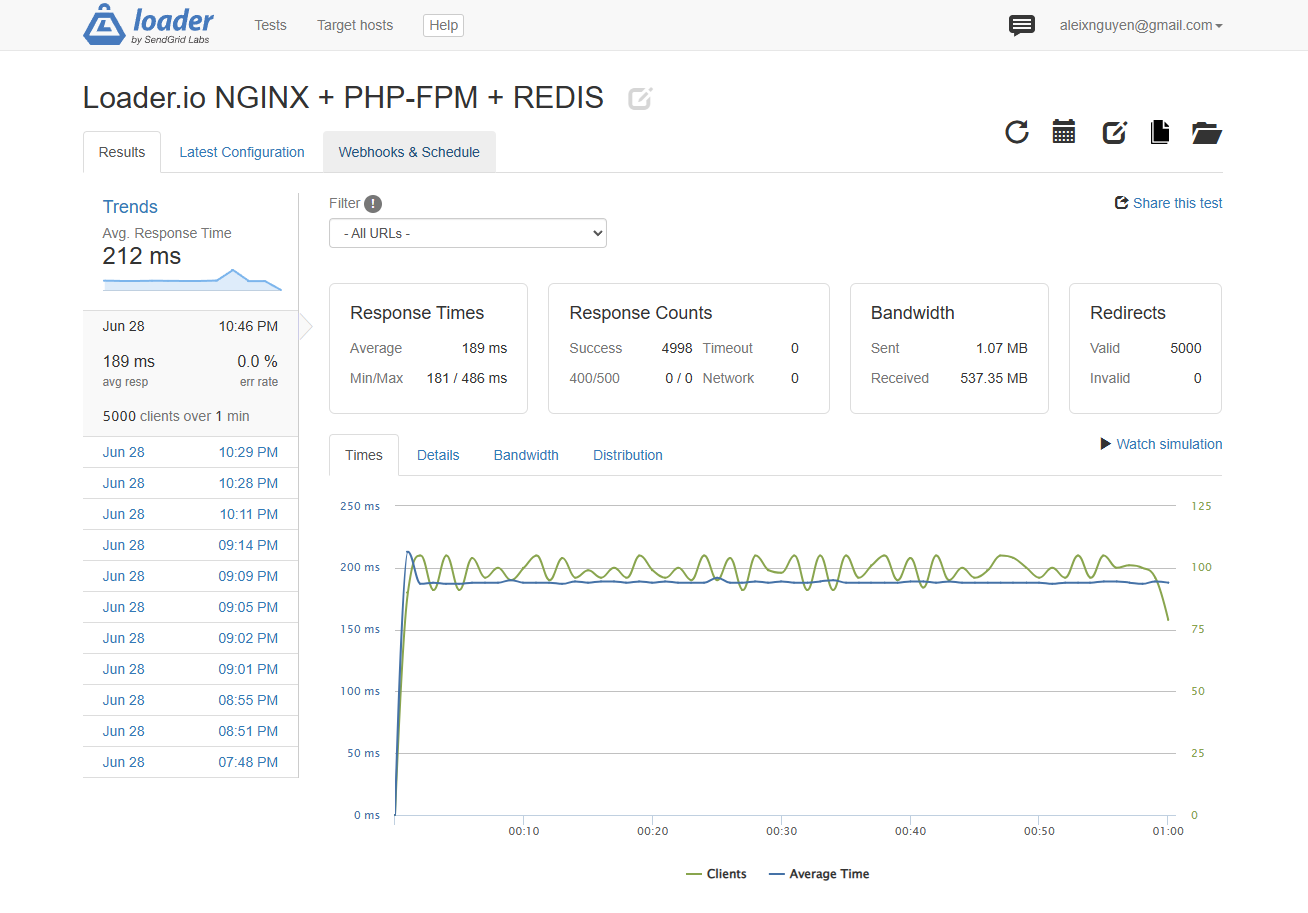 loader
by SendGrid Labs
Tests Target hosts Help aleixnguyen@gmail.com
Loader.io NGINX + PHP-FPM + REDIS
Results Latest Configuration Webhooks & Schedule
Trends
Avg. Response Time
212 ms
Jun 28 10:46 PM
189 ms 0.0 %
avg resp err rate
5000 clients over 1 min
Jun 28 10:29 PM
Jun 28 10:28 PM
Jun 28 10:11 PM
Jun 28 09:14 PM
Jun 28 09:09 PM
Jun 28 09:05 PM
Jun 28 09:02 PM
Jun 28 09:01 PM
Jun 28 08:55 PM
Jun 28 08:51 PM
Jun 28 07:48 PM
Filter !
Share this test
- All URLs -
Response Times
Average 189 ms
Min/Max 181 / 486 ms
Response Counts
Success 4998 Timeout 0
400/500 0 / 0 Network 0
Bandwidth
Sent 1.07 MB
Received 537.35 MB
Redirects
Valid 5000
Invalid 0
Times Details Bandwidth Distribution
Watch simulation
250 ms 125
200 ms 100
150 ms 75
100 ms 50
50 ms 25
0 ms 0
00:10 00:20 00:30 00:40 00:50 01:00
Clients Average Time